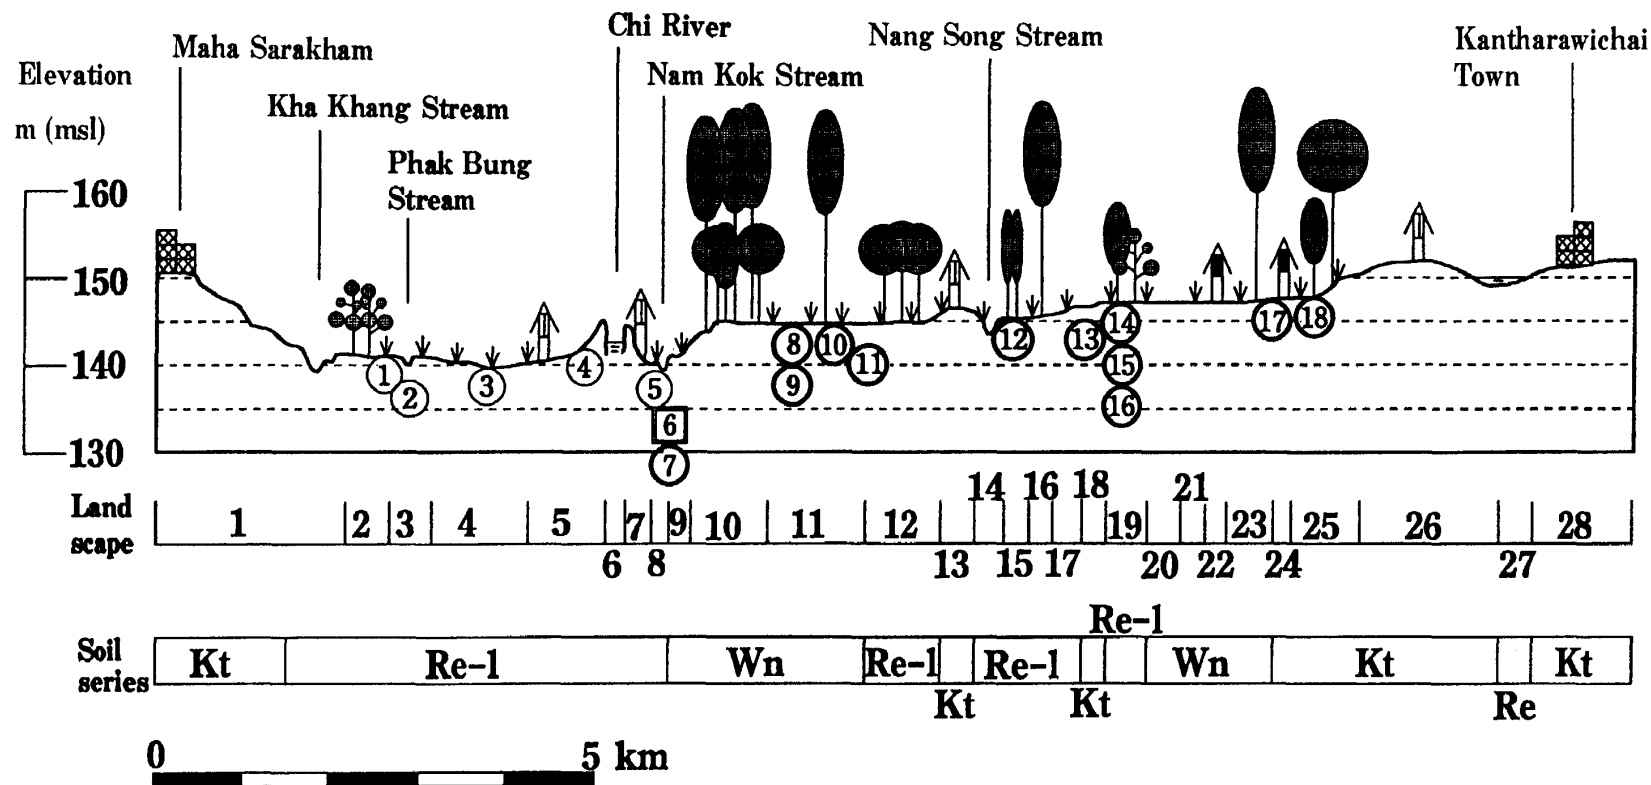 Chi River
Nang Song Stream
Kantharawichai
Town
Maha Sarakham
Elevation
m (msl)
Nam Kok Stream
Kha Khang Stream
Phak Bung
Stream
160
150
140
130
1
2
3
4
5
6
7
8
9
10
11
12
13
14
15
16
17
18
Land
scape
1 2 3 4 5 6 7 8 9 10 11 12 13 14 15 16 17 18 19 20 21 22 23 24 25 26 27 28
Soil
series
Kt Re-l Wn Re-l Kt Re-l Kt Re-l Wn Kt Re Kt
0 5 km